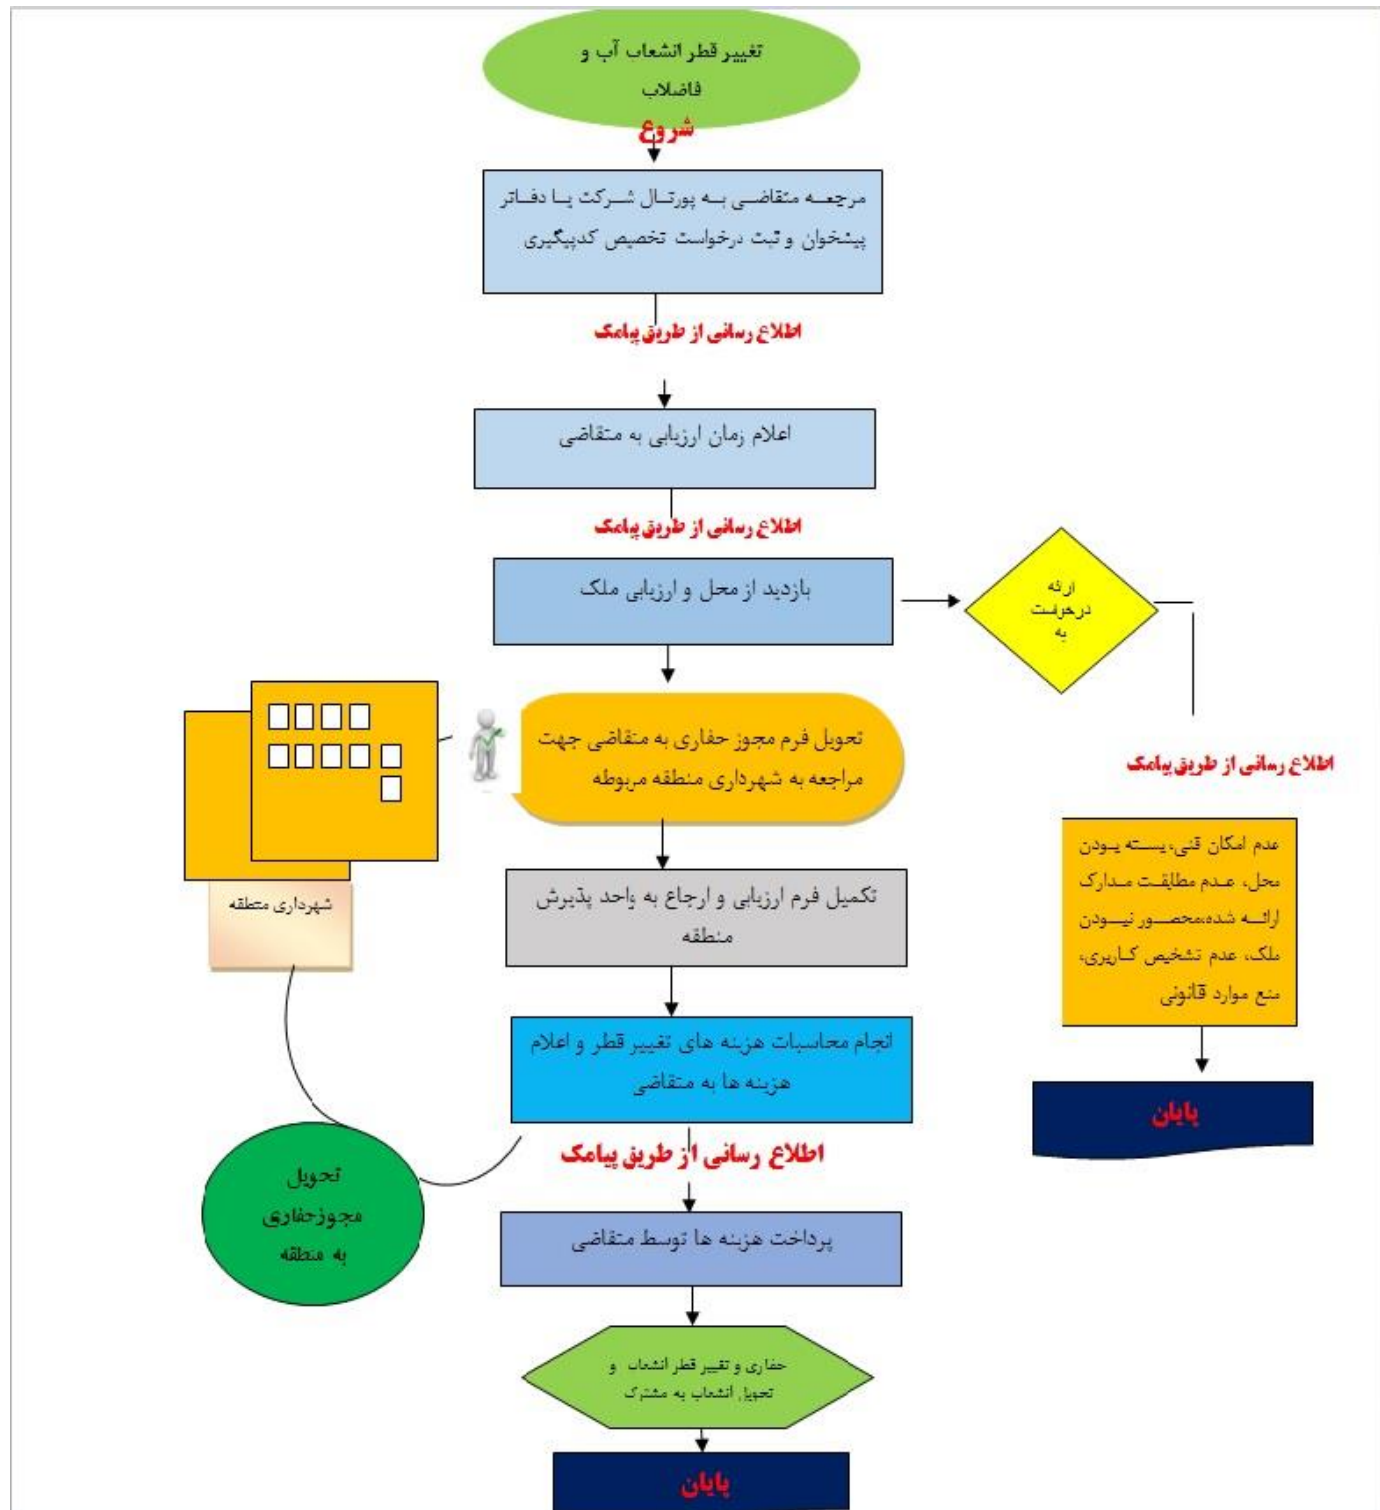 تغییر قطر انشعاب آب و
فاضلاب
شروع
مرجعه متقاضی به پورتال شرکت یا دفاتر
پیشخوان و ثبت درخواست تخصیص کدپیگیری
اطلاع رسانی از طریق پیامک
اعلام زمان ارزیابی به متقاضی
اطلاع رسانی از طریق پیامک
بازدید از محل و ارزیابی ملک
ارائه
درخواست
به
تحویل فرم مجوز حفاری به متقاضی جهت
مراجعه به شهرداری منطقه مربوطه
اطلاع رسانی از طریق پیامک
عدم امکان فنی، بسته بودن
محل، عدم مطابقت مدارک
ارائه شده،محصور نبودن
ملک، عدم تشخیص کاربری،
منع موارد قانونی
پایان
شهرداری منطقه
تکمیل فرم ارزیابی و ارجاع به واحد پذیرش
منطقه
انجام محاسبات هزینه های تغییر قطر و اعلام
هزینه ها به متقاضی
اطلاع رسانی از طریق پیامک
تحویل
مجوزحفاری
به منطقه
پرداخت هزینه ها توسط متقاضی
حفاری و تغییر قطر انشعاب و
تحویل انشعاب به مشترک
پایان